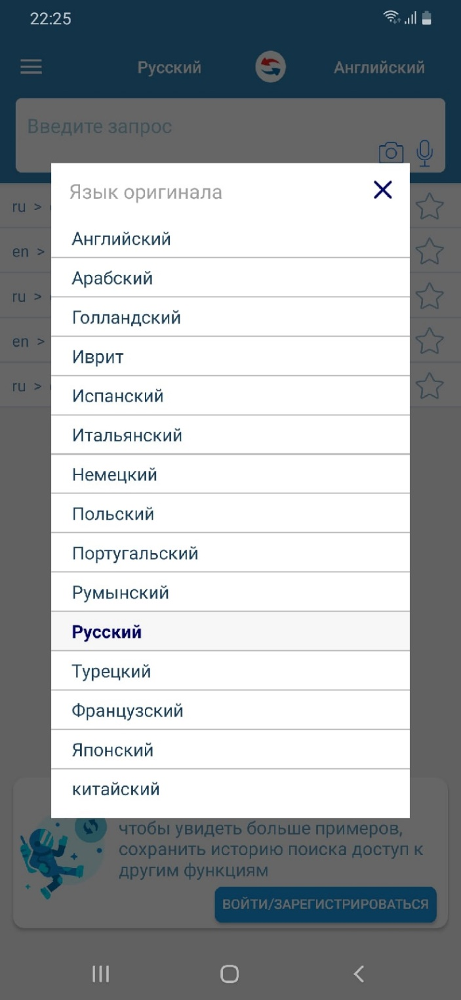 22:25
Русский
Английский
Введите запрос
Язык оригинала
ru >
Английский
en >
Арабский
ru >
Голландский
en >
Иврит
ru >
Испанский
Итальянский
Немецкий
Польский
Португальский
Румынский
Русский
Турецкий
Французский
Японский
китайский
чтобы увидеть больше примеров,
сохранить историю поиска доступ к
другим функциям
ВОЙТИ/ЗАРЕГИСТРИРОВАТЬСЯ